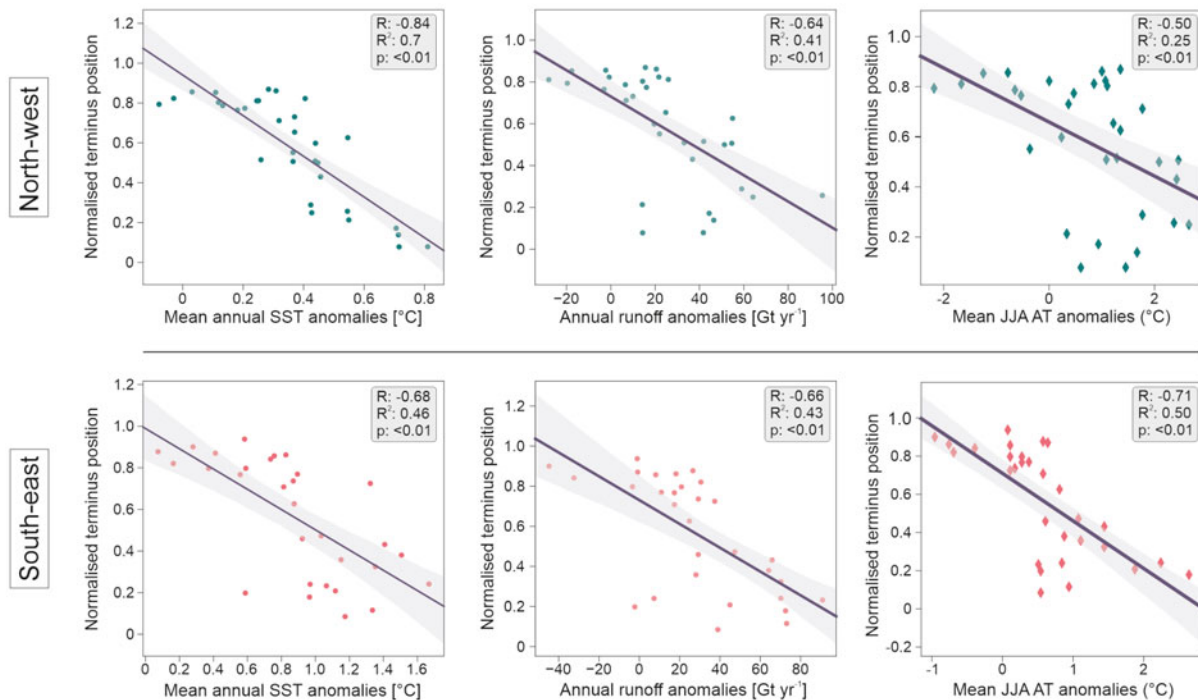 North-west
Normalised terminus position
1.2
1.0
0.8
0.6
0.4
0.2
0
R: -0.84
R²: 0.7
p: <0.01
0
0.2
0.4
0.6
0.8
Mean annual SST anomalies [°C]
Normalised terminus position
1.2
1.0
0.8
0.6
0.4
0.2
0
R: -0.64
R²: 0.41
p: <0.01
−20
0
20
40
60
80
100
Annual runoff anomalies [Gt yr⁻¹]
Normalised terminus position
1.0
0.8
0.6
0.4
0.2
R: -0.50
R²: 0.25
p: <0.01
-2
0
2
Mean JJA AT anomalies (°C)
South-east
Normalised terminus position
1.2
1.0
0.8
0.6
0.4
0.2
0
R: -0.68
R²: 0.46
p: <0.01
0
0.2
0.4
0.6
0.8
1.0
1.2
1.4
1.6
Mean annual SST anomalies [°C]
Normalised terminus position
1.2
1.0
0.8
0.6
0.4
0.2
0
R: -0.66
R²: 0.43
p: <0.01
−40
−20
0
20
40
60
80
Annual runoff anomalies [Gt yr⁻¹]
Normalised terminus position
1.0
0.8
0.6
0.4
0.2
0
-0.2
R: -0.71
R²: 0.50
p: <0.01
-1
0
1
2
Mean JJA AT anomalies (°C)